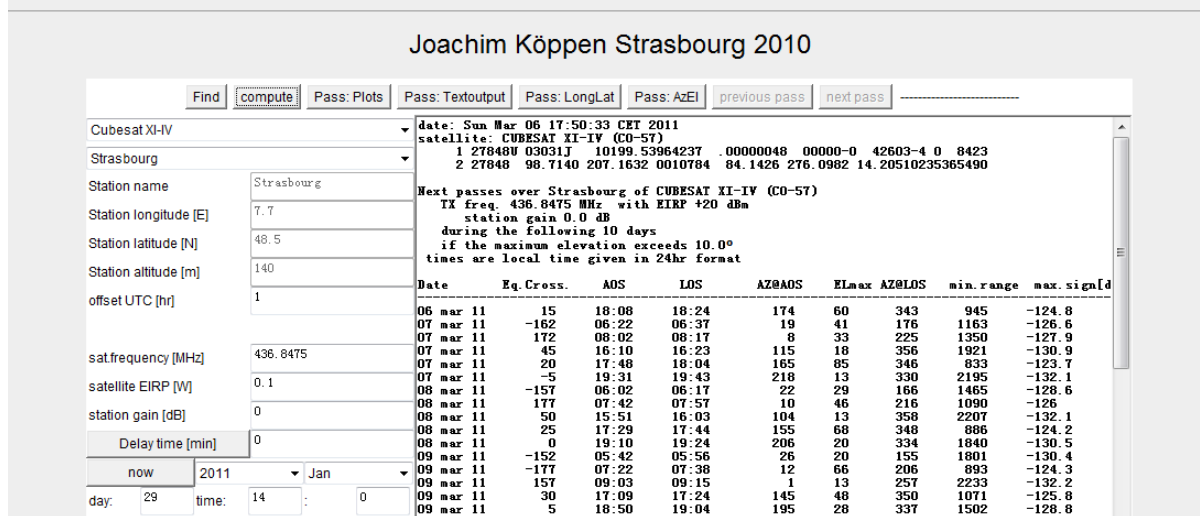 Joachim Köppen Strasbourg 2010
Find compute Pass: Plots Pass: Textoutput Pass: LongLat Pass: AzEl previous pass next pass ----------------------------
Cubesat XI-IV
Strasbourg
Station name Strasbourg
Station longitude [E] 7.7
Station latitude [N] 48.5
Station altitude [m] 140
offset UTC [hr] 1
sat.frequency [MHz] 436.8475
satellite EIRP [W] 0.1
station gain [dB] 0
Delay time [min] 0
now 2011 Jan
day: 29 time: 14 : 0
date: Sun Mar 06 17:50:33 CET 2011
satellite: CUBESAT XI-IV (CO-57)
1 27848U 03031J 10199.53964237 .00000048 00000-0 42603-4 0 8423
2 27848 98.7140 207.1632 0010784 84.1426 276.0982 14.20510235365490
Next passes over Strasbourg of CUBESAT XI-IV (CO-57)
TX freq. 436.8475 MHz with EIRP +20 dBm
station gain 0.0 dB
during the following 10 days
if the maximum elevation exceeds 10.0º
times are local time given in 24hr format
Date Eq.Cross. AOS LOS AZ@AOS ELmax AZ@LOS min.range max.sign[d
06 mar 11 15 18:08 18:24 174 60 343 945 -124.8
07 mar 11 -162 06:22 06:37 19 41 176 1163 -126.6
07 mar 11 172 08:02 08:17 8 33 225 1350 -127.9
07 mar 11 45 16:10 16:23 115 18 356 1921 -130.9
07 mar 11 20 17:48 18:04 165 85 346 833 -123.7
07 mar 11 -5 19:31 19:43 218 13 330 2195 -132.1
08 mar 11 -157 06:02 06:17 22 29 166 1465 -128.6
08 mar 11 177 07:42 07:57 10 46 216 1090 -126
08 mar 11 50 15:51 16:03 104 13 358 2207 -132.1
08 mar 11 25 17:29 17:44 155 68 348 886 -124.2
08 mar 11 0 19:10 19:24 206 20 334 1840 -130.5
09 mar 11 -152 05:42 05:56 26 20 155 1801 -130.4
09 mar 11 -177 07:22 07:38 12 66 206 893 -124.3
09 mar 11 157 09:03 09:15 1 13 257 2233 -132.2
09 mar 11 30 17:09 17:24 145 48 350 1071 -125.8
09 mar 11 5 18:50 19:04 195 28 337 1502 -128.8